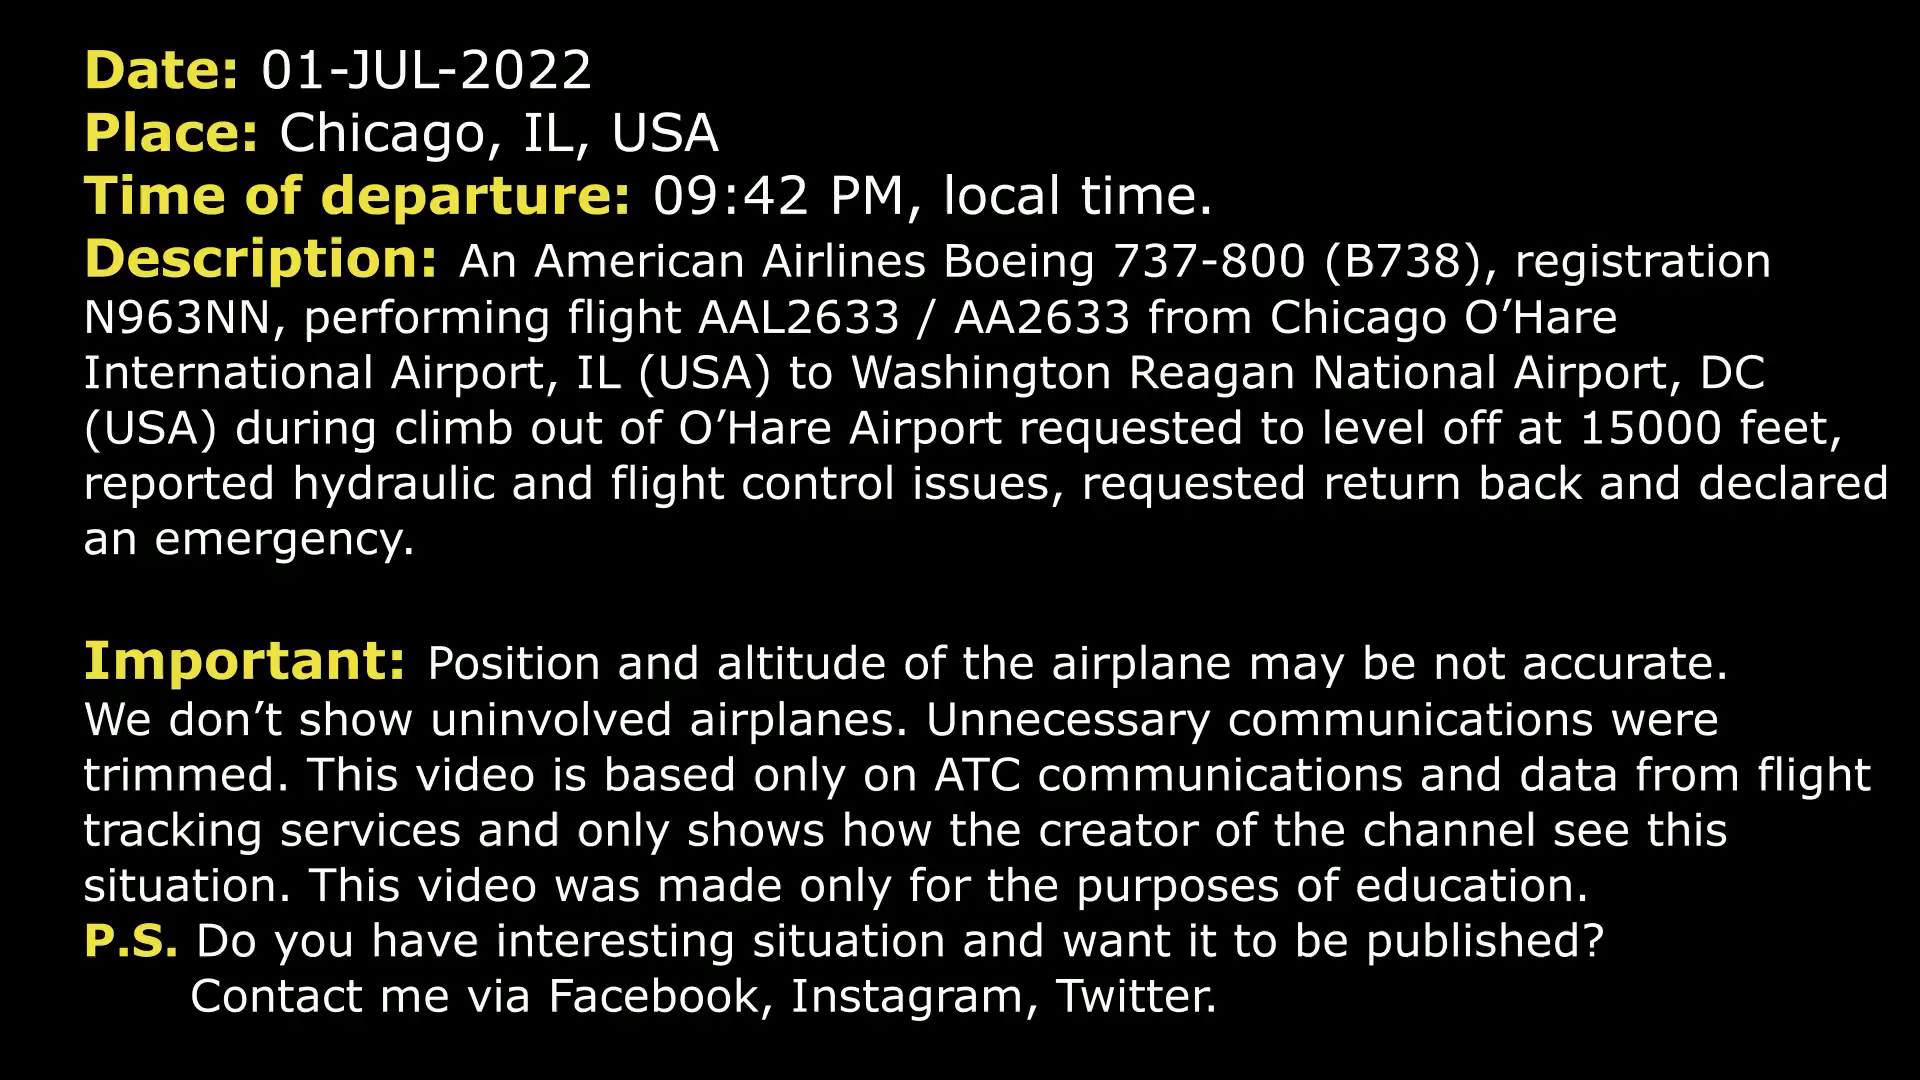 Date: 01-JUL-2022
Place: Chicago, IL, USA
Time of departure: 09:42 PM, local time.
Description: An American Airlines Boeing 737-800 (B738), registration
N963NN, performing flight AAL2633 / AA2633 from Chicago O’Hare
International Airport, IL (USA) to Washington Reagan National Airport, DC
(USA) during climb out of O’Hare Airport requested to level off at 15000 feet,
reported hydraulic and flight control issues, requested return back and declared
an emergency.
Important: Position and altitude of the airplane may be not accurate.
We don’t show uninvolved airplanes. Unnecessary communications were
trimmed. This video is based only on ATC communications and data from flight
tracking services and only shows how the creator of the channel see this
situation. This video was made only for the purposes of education.
P.S. Do you have interesting situation and want it to be published?
Contact me via Facebook, Instagram, Twitter.